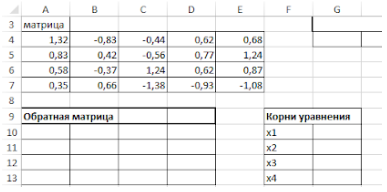 A B C D E F G
3 матрица
4 1,32 -0,83 -0,44 0,62 0,68
5 0,83 0,42 -0,56 0,77 1,24
6 0,58 -0,37 1,24 0,62 0,87
7 0,35 0,66 -1,38 -0,93 -1,08
8
9 Обратная матрица Корни уравнения
10 x1
11 x2
12 x3
13 x4